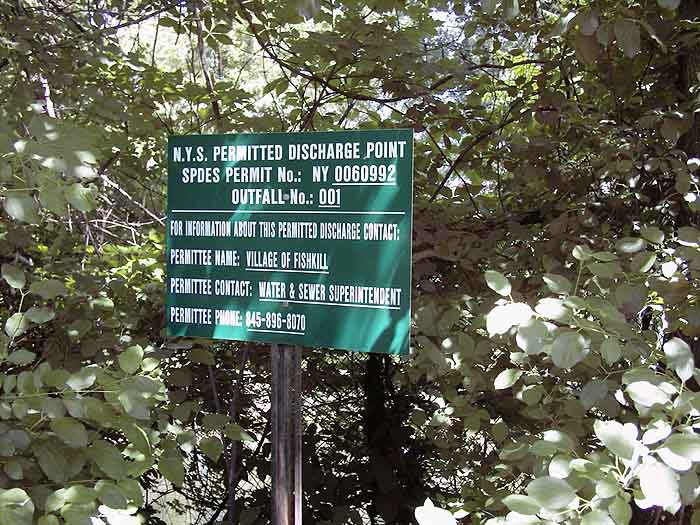 N.Y.S. PERMITTED DISCHARGE POINT
SPDES PERMIT No.: NY 0060992
OUTFALL No.: 001
FOR INFORMATION ABOUT THIS PERMITTED DISCHARGE CONTACT:
PERMITTEE NAME: VILLAGE OF FISHKILL
PERMITTEE CONTACT: WATER & SEWER SUPERINTENDENT
PERMITTEE PHONE: 845-896-8070